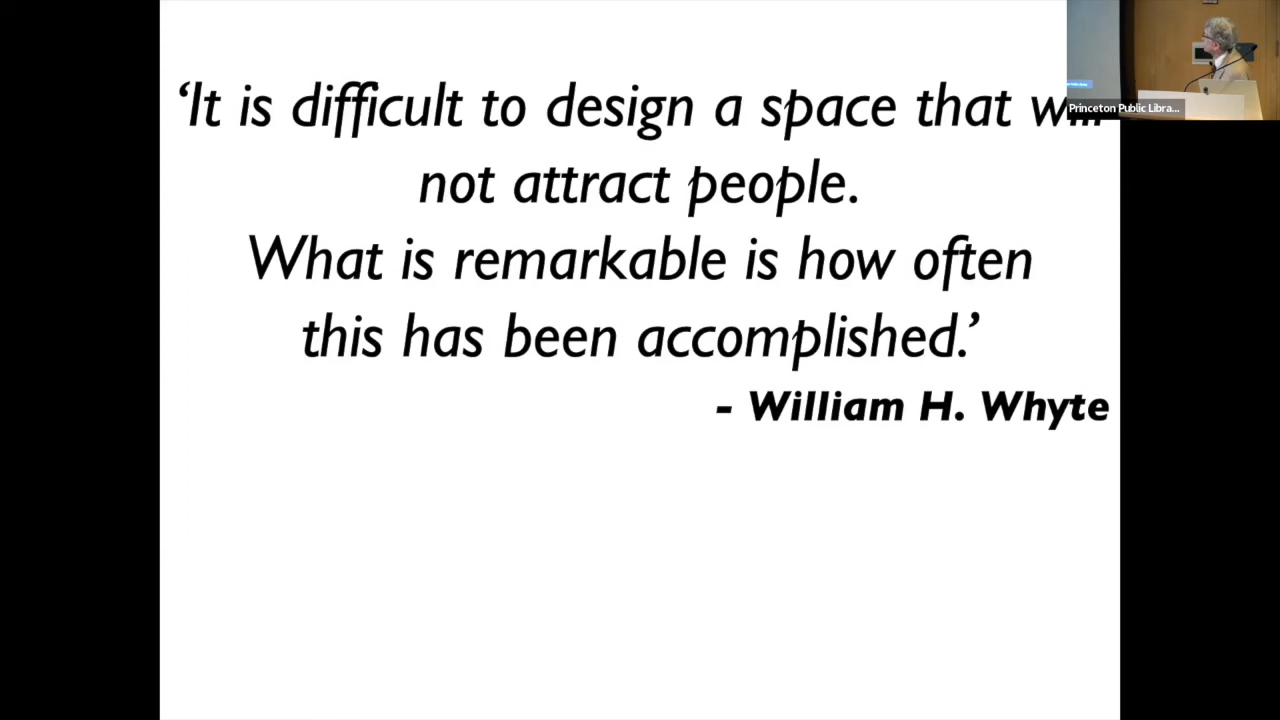 ‘It is difficult to design a space that will
not attract people.
What is remarkable is how often
this has been accomplished.’
- William H. Whyte
Princeton Public Libra...